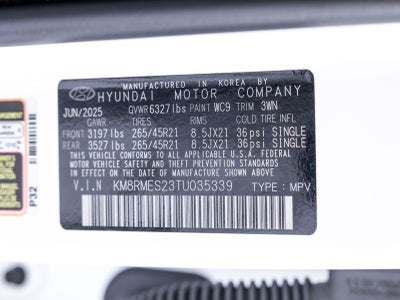 MANUFACTURED IN KOREA BY
HYUNDAI MOTOR COMPANY
JUN/2025 GVWR 6327lbs PAINT WC9 TRIM 3WN
GAWR TIRES RIMS COLD TIRE INFL
FRONT 3197lbs 265/45R21 8.5JX21 36psi SINGLE
REAR 3527lbs 265/45R21 8.5JX21 36psi SINGLE
THIS VEHICLE CONFORMS TO ALL APPLICABLE U.S.A. FEDERAL
MOTOR VEHICLE SAFETY STANDARDS IN EFFECT ON THE
DATE OF MANUFACTURE SHOWN ABOVE.
V.I.N KM8RMES23TU035339 TYPE : MPV
P32